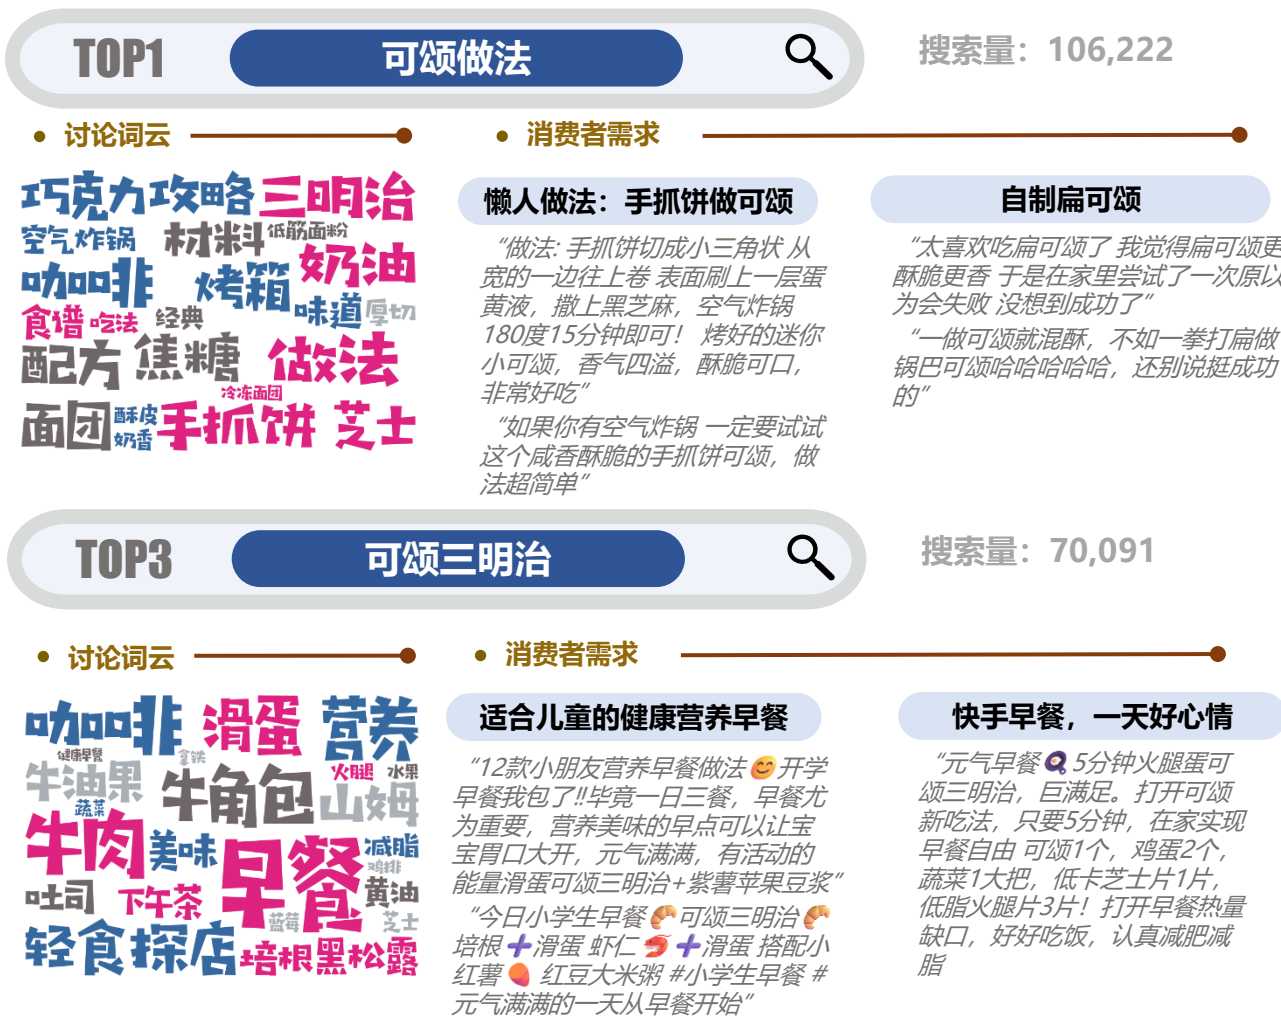 TOP1
可颂做法
搜索量：106,222
讨论词云
消费者需求
巧克力攻略 三明治
空气炸锅 材料 低筋面粉
奶油
咖啡 烤箱
味道 厚切
食谱 吃法 经典
配方 焦糖 做法
冷冻面团
面团 酥皮 手抓饼 芝士
奶香
懒人做法：手抓饼做可颂
“做法: 手抓饼切成小三角状 从
宽的一边往上卷 表面刷上一层蛋
黄液，撒上黑芝麻，空气炸锅
180度15分钟即可！ 烤好的迷你
小可颂，香气四溢，酥脆可口，
非常好吃”
“如果你有空气炸锅 一定要试试
这个咸香酥脆的手抓饼可颂，做
法超简单”
自制扁可颂
“太喜欢吃扁可颂了 我觉得扁可颂更
酥脆更香 于是在家里尝试了一次原以
为会失败 没想到成功了”
“一做可颂就混酥，不如一拳打扁做
锅巴可颂哈哈哈哈哈，还别说挺成功
的”
TOP3
可颂三明治
搜索量：70,091
讨论词云
消费者需求
咖啡 滑蛋 营养
健康早餐 拿铁
牛油果 牛角包 火腿 水果
蔬菜 山姆
牛肉 美味 早餐 减脂
鸡排
吐司 下午茶 黄油
蓝莓 芝士
轻食 探店 培根 黑松露
适合儿童的健康营养早餐
“12款小朋友营养早餐做法😊开学
早餐我包了‼毕竟一日三餐，早餐尤
为重要，营养美味的早点可以让宝
宝胃口大开，元气满满，有活动的
能量滑蛋可颂三明治+紫薯苹果豆浆”
“今日小学生早餐🥐可颂三明治🥐
培根➕滑蛋 虾仁🦐➕滑蛋 搭配小
红薯🍠 红豆大米粥 #小学生早餐 #
元气满满的一天从早餐开始”
快手早餐，一天好心情
“元气早餐🍳5分钟火腿蛋可
颂三明治，巨满足。打开可颂
新吃法，只要5分钟，在家实现
早餐自由 可颂1个，鸡蛋2个，
蔬菜1大把，低卡芝士片1片，
低脂火腿片3片！打开早餐热量
缺口，好好吃饭，认真减肥减
脂